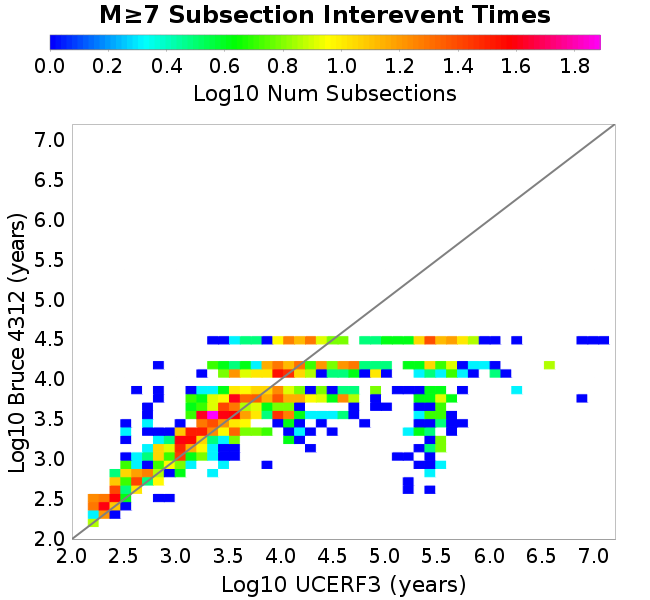 M≥7 Subsection Interevent Times
0.0 0.2 0.4 0.6 0.8 1.0 1.2 1.4 1.6 1.8
Log10 Num Subsections
Log10 Bruce 4312 (years)
7.0
6.5
6.0
5.5
5.0
4.5
4.0
3.5
3.0
2.5
2.0
2.0 2.5 3.0 3.5 4.0 4.5 5.0 5.5 6.0 6.5 7.0
Log10 UCERF3 (years)